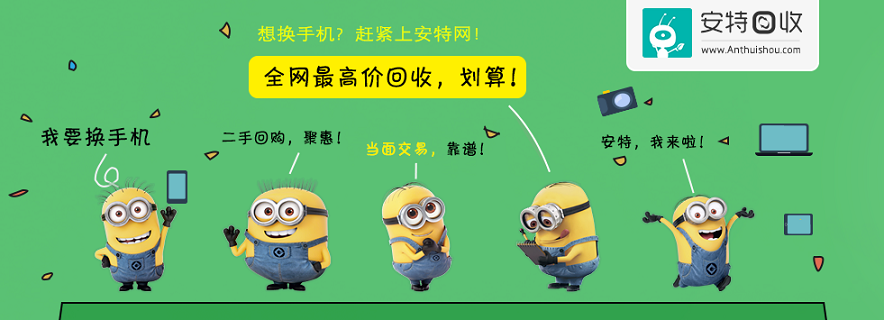 想换手机？赶紧上安特网！
安特回收
www.Anthuishou.com
全网最高价回收，划算！
我要换手机
二手回购，聚惠！
当面交易，靠谱！
安特，我来啦！